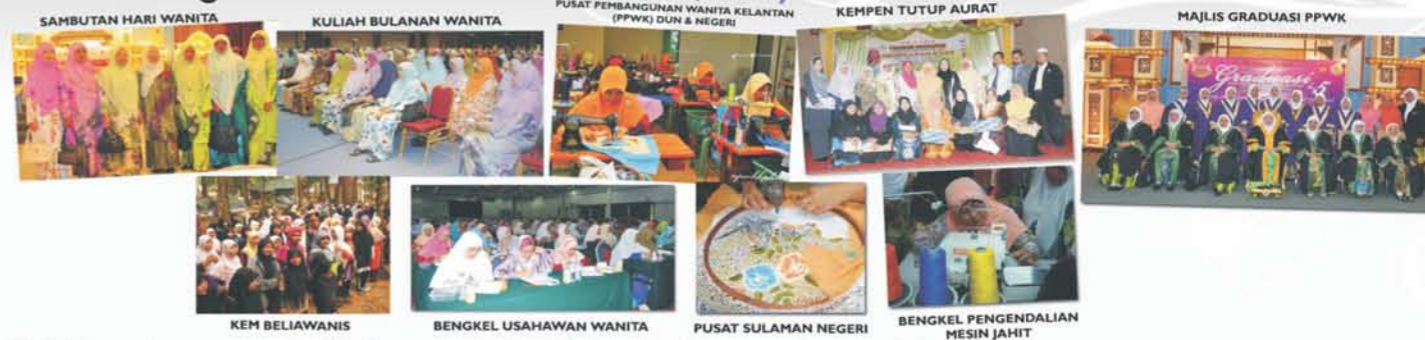 SAMBUTAN HARI WANITA
KULIAH BULANAN WANITA
PUSAT PEMBANGUNAN WANITA KELANTAN
(PPWK) DUN & NEGERI
KEMPEN TUTUP AURAT
MAJLIS GRADUASI PPWK
Graduasi
KEM BELIAWANIS
BENGKEL USAHAWAN WANITA
PUSAT SULAMAN NEGERI
BENGKEL PENGENDALIAN
MESIN JAHIT